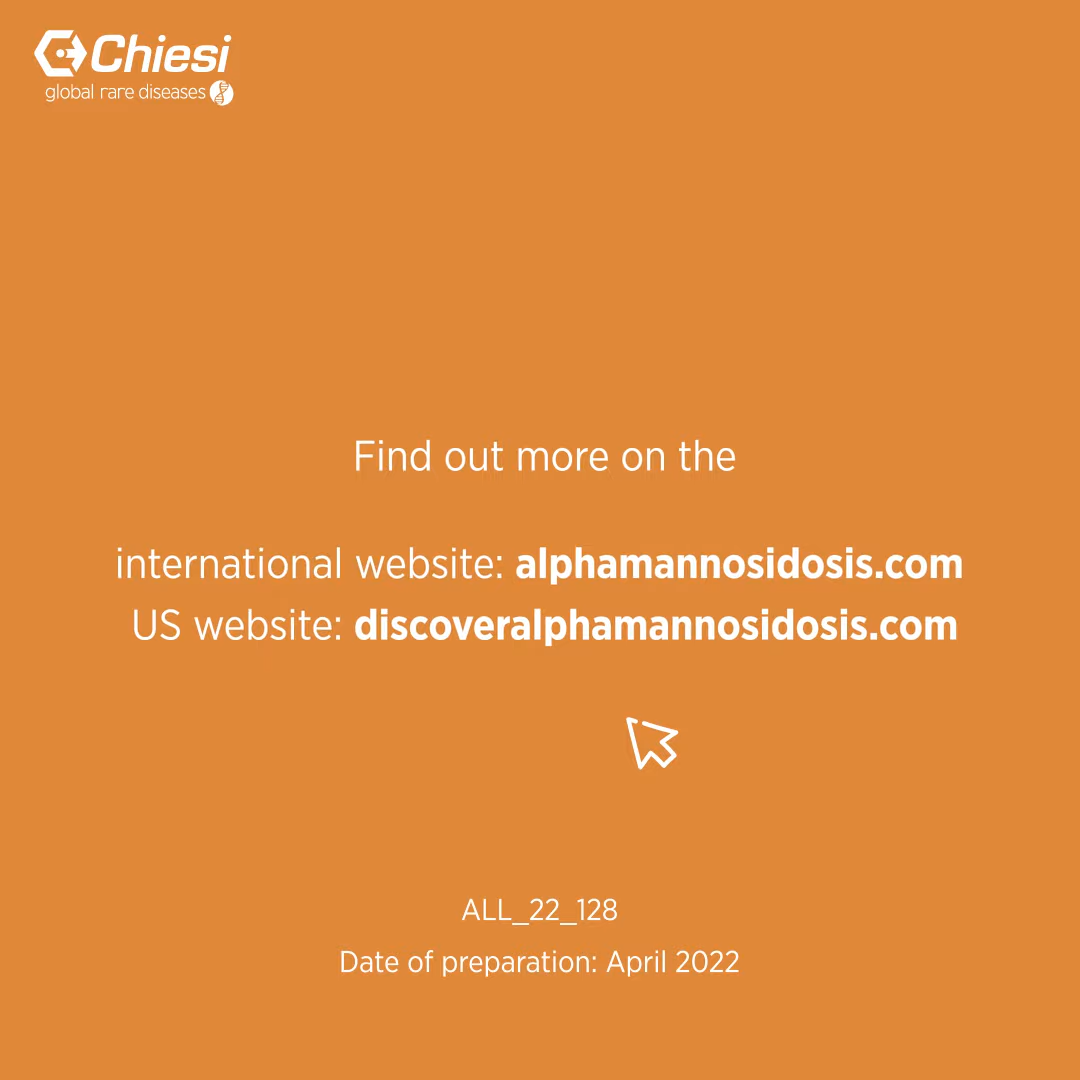 Chiesi
global rare diseases
Find out more on the
international website: alphamannosidosis.com
US website: discoveralphamannosidosis.com
ALL_22_128
Date of preparation: April 2022